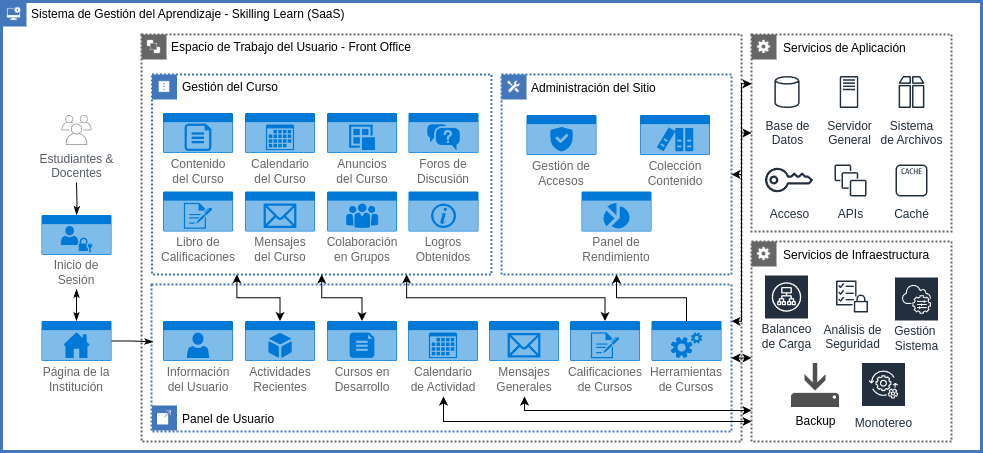 Sistema de Gestión del Aprendizaje - Skilling Learn (SaaS)
Espacio de Trabajo del Usuario - Front Office
Gestión del Curso
Contenido
del Curso
Calendario
del Curso
Anuncios
del Curso
Foros de
Discusión
Libro de
Calificaciones
Mensajes
del Curso
Colaboración
en Grupos
Logros
Obtenidos
Administración del Sitio
Gestión de
Accesos
Colección
Contenido
Panel de
Rendimiento
Estudiantes &
Docentes
Inicio de
Sesión
Página de la
Institución
Información
del Usuario
Actividades
Recientes
Cursos en
Desarrollo
Calendario
de Actividad
Mensajes
Generales
Calificaciones
de Cursos
Herramientas
de Cursos
Panel de Usuario
Servicios de Aplicación
Base de
Datos
Servidor
General
Sistema
de Archivos
Acceso
APIs
CACHE
Caché
Servicios de Infraestructura
Balanceo
de Carga
Análisis de
Seguridad
Gestión
Sistema
Backup
Monotereo